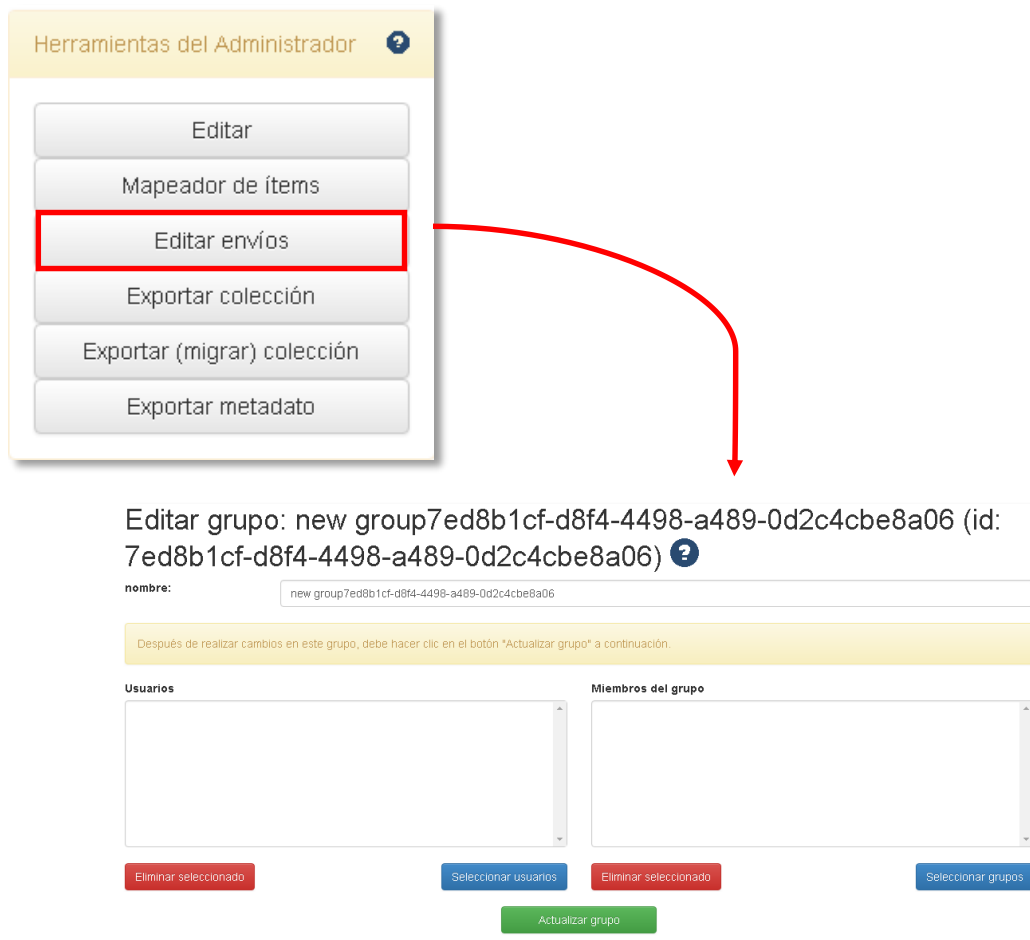 Herramientas del Administrador ?
Editar
Mapeador de ítems
Editar envíos
Exportar colección
Exportar (migrar) colección
Exportar metadato
Editar grupo: new group7ed8b1cf-d8f4-4498-a489-0d2c4cbe8a06 (id:
7ed8b1cf-d8f4-4498-a489-0d2c4cbe8a06) ?
nombre: new group7ed8b1cf-d8f4-4498-a489-0d2c4cbe8a06
Después de realizar cambios en este grupo, debe hacer clic en el botón "Actualizar grupo" a continuación.
Usuarios Miembros del grupo
Eliminar seleccionado Seleccionar usuarios Eliminar seleccionado Seleccionar grupos
Actualizar grupo